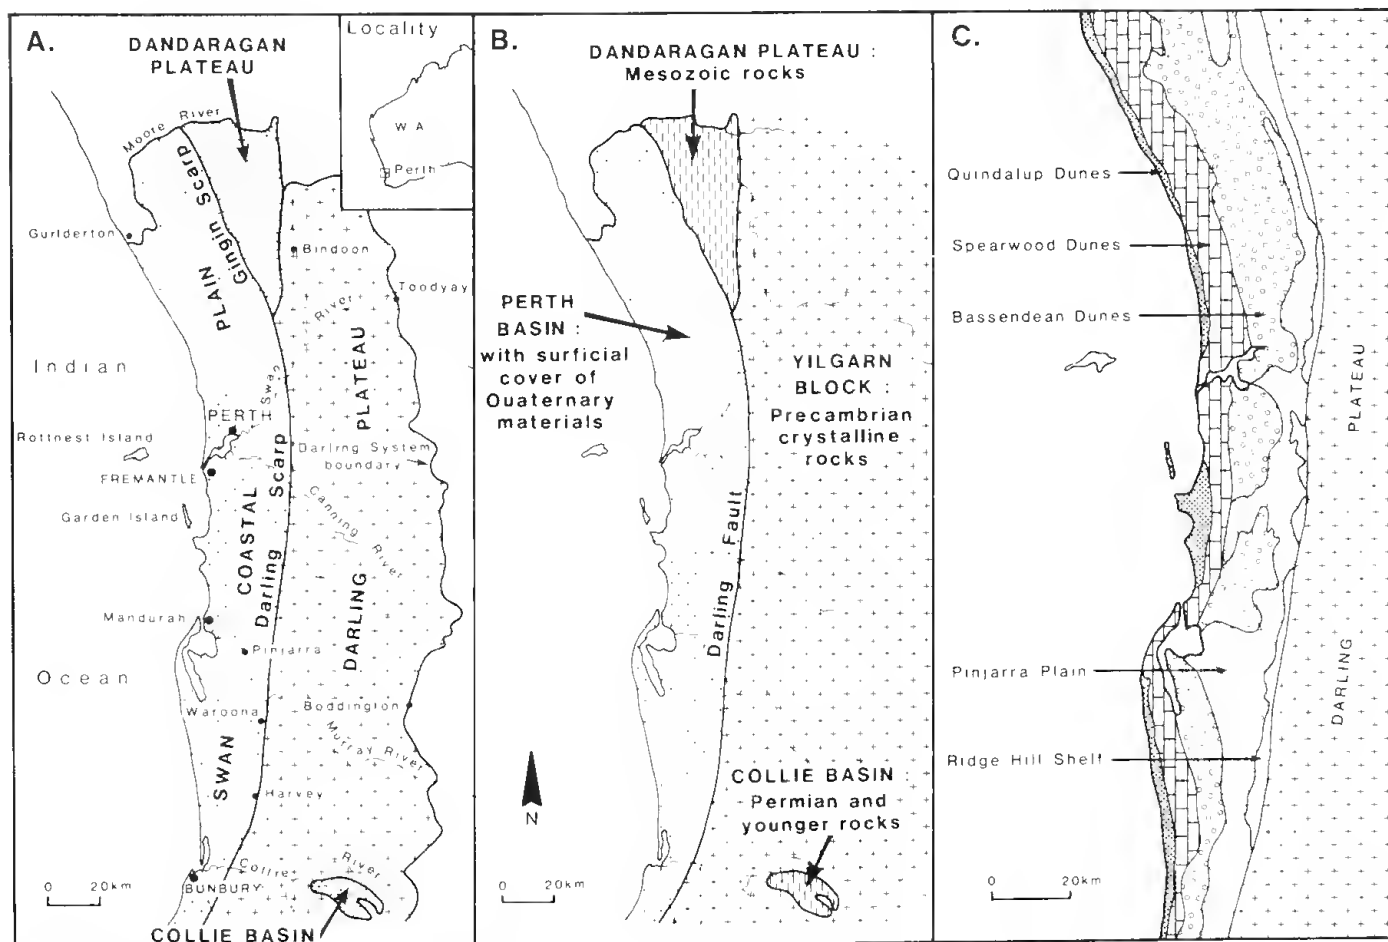 A.
DANDARAGAN
PLATEAU
Locality
W A
Perth
Moore River
Gingin Scarp
Gurlderton
PLAIN
Bindoon
Toodyay
River
Swan
PLATEAU
Indian
PERTH
Rottnest Island
Darling System
boundary
FREMANTLE
Scarp
Garden Island
COASTAL
Canning River
Darling
DARLING
Mandurah
Pinjarra
Ocean
Waroona
Boddington
Murray River
SWAN
Harvey
Collie River
BUNBURY
0 20km
COLLIE BASIN
B.
DANDARAGAN PLATEAU :
Mesozoic rocks
PERTH
BASIN :
with surficial
cover of
Quaternary
materials
YILGARN
BLOCK :
Precambrian
crystalline
rocks
Darling Fault
N
COLLIE BASIN :
Permian and
younger rocks
0 20km
C.
Quindalup Dunes
Spearwood Dunes
Bassendean Dunes
PLATEAU
Pinjarra Plain
DARLING
Ridge Hill Shelf
0 20km